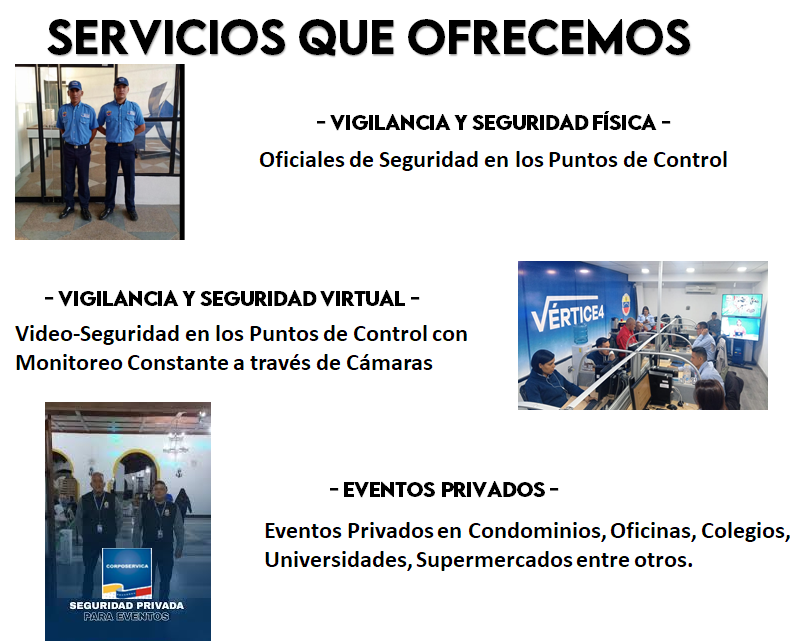 SERVICIOS QUE OFRECEMOS
- VIGILANCIA Y SEGURIDAD FÍSICA -
Oficiales de Seguridad en los Puntos de Control
- VIGILANCIA Y SEGURIDAD VIRTUAL -
Video-Seguridad en los Puntos de Control con
Monitoreo Constante a través de Cámaras
VÉRTICE4
- EVENTOS PRIVADOS -
Eventos Privados en Condominios, Oficinas, Colegios,
Universidades, Supermercados entre otros.
CORPOSERVICA
SEGURIDAD PRIVADA
PARA EVENTOS